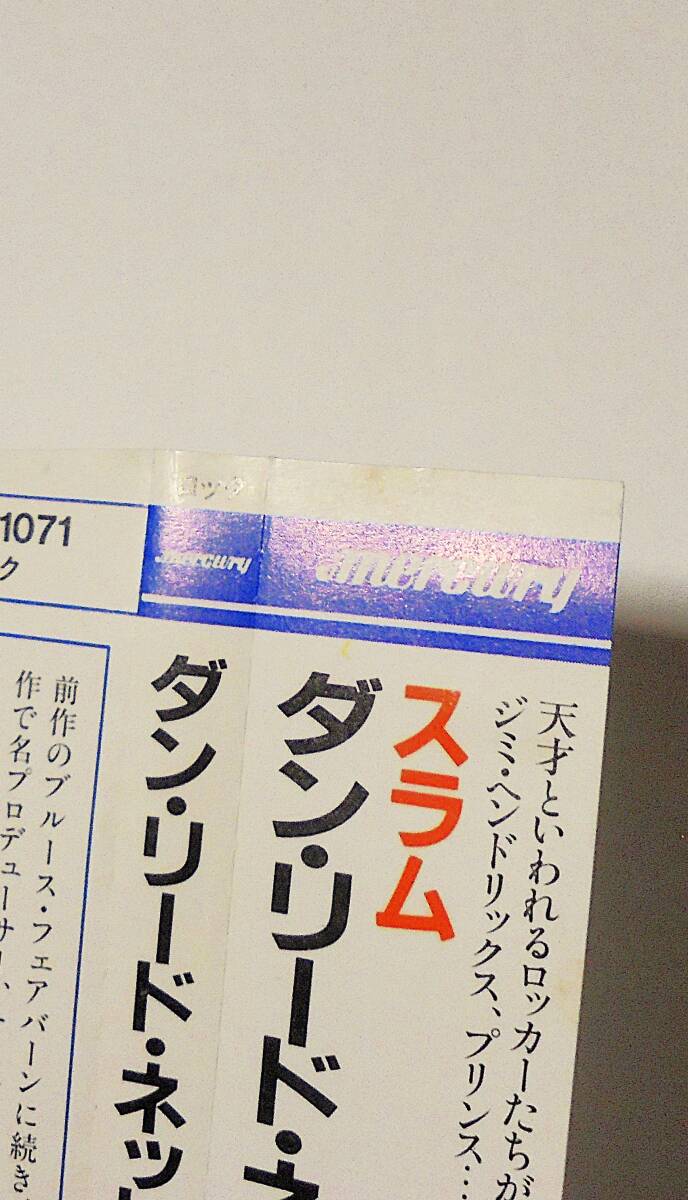 天才といわれるロッカーたちが
ジミ・ヘンドリックス、プリンス…
スラム
ダン・リード・ネ
mercury
ロック
mercury
ダン・リード・ネッ
1071
ク
前作のブルース・フェアバーンに続き
作で名プロデューサー